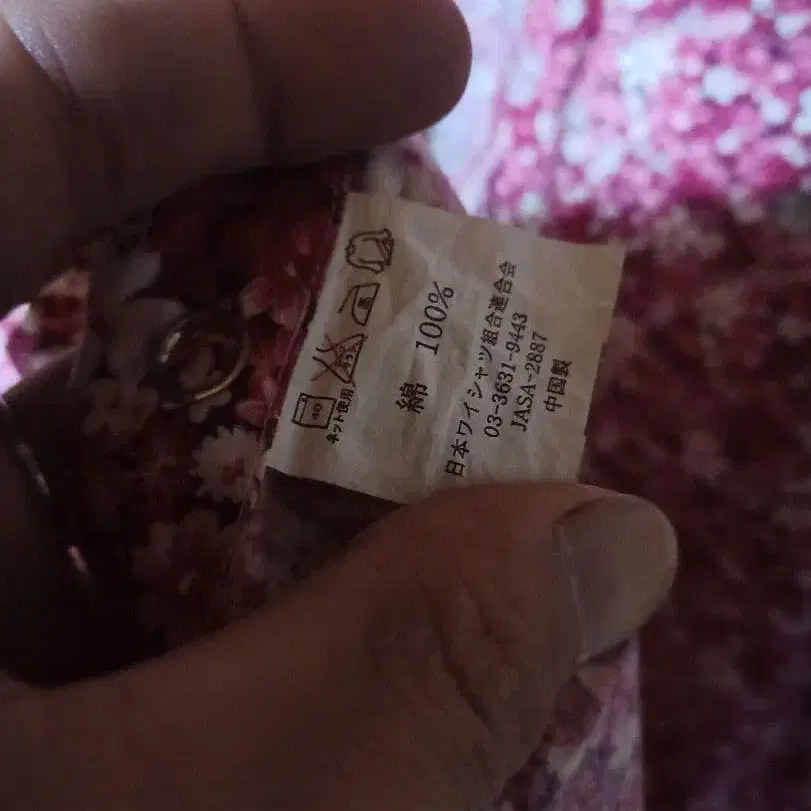 40
ネット使用
綿 100%
日本ワイシャツ組合連合会
03-3631-9443
JASA-2887
中国製